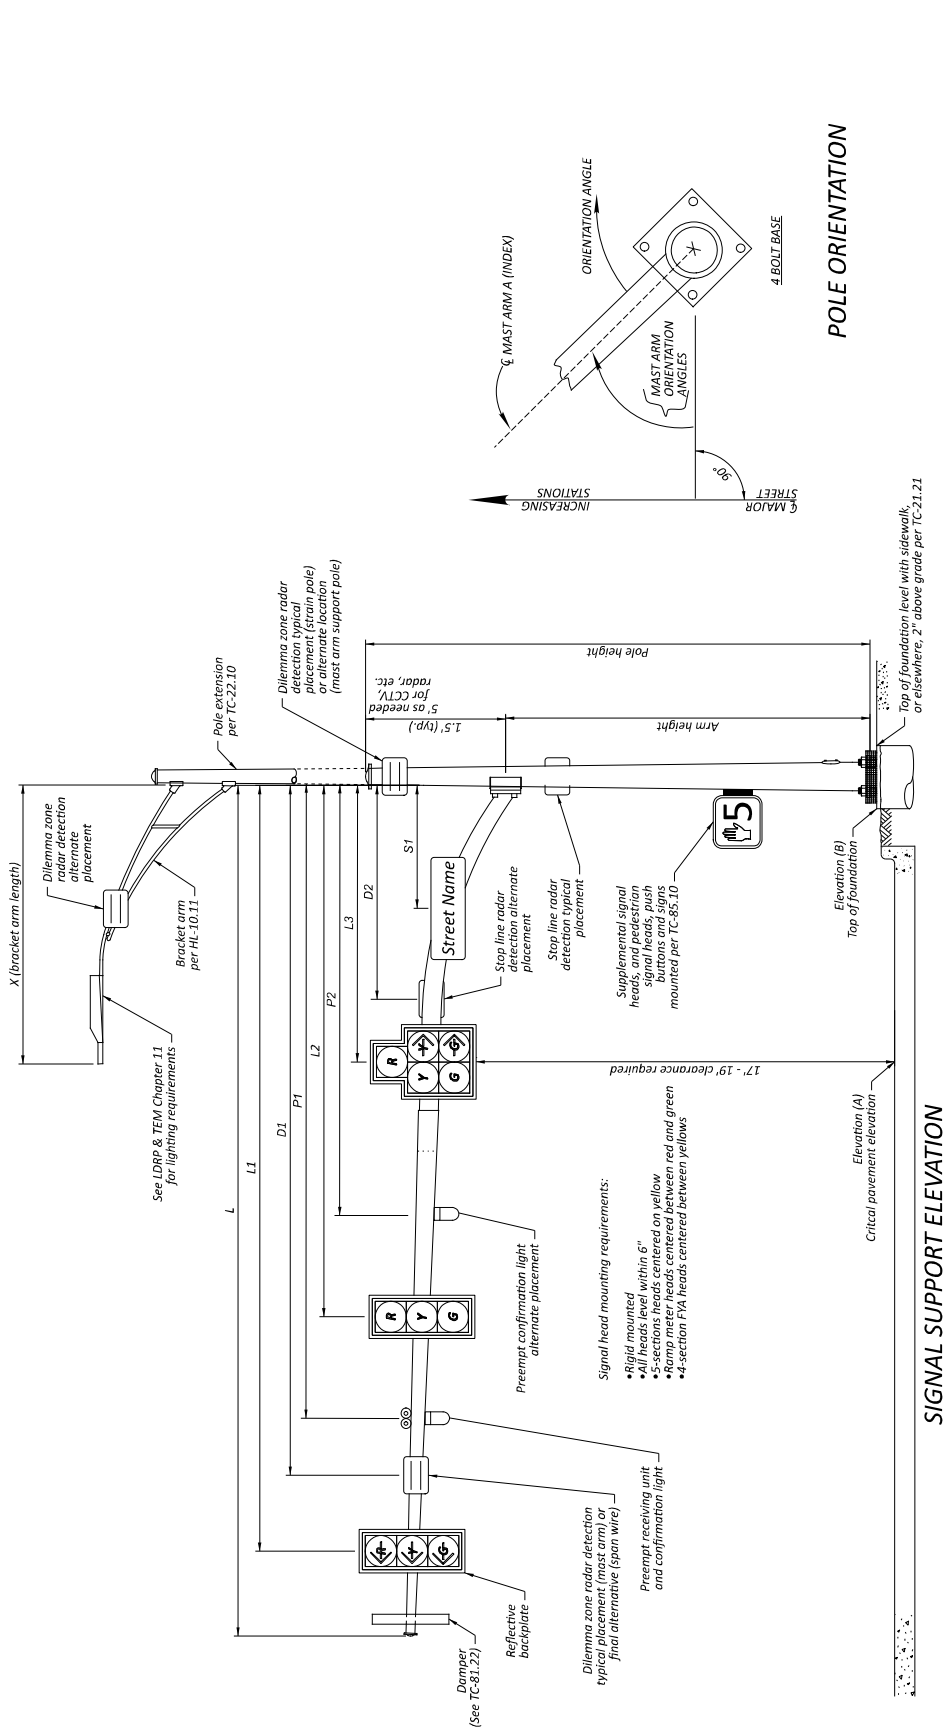 X (bracket arm length)
Dilemma zone
radar detection
alternate
placement
Bracket arm
per HL-10.11
See LDRP & TEM Chapter 11
for lighting requirements
Pole extension
per TC-22.10
Dilemma zone radar
detection typical
placement (strain pole)
or alternate location
(mast arm support pole)
L
L1
D1
P1
L2
P2
L3
D2
S1
1.5' (typ.)
5' as needed
for CCTV,
radar, etc.
Pole height
Arm height
Street Name
Stop line radar
detection alternate
placement
Stop line radar
detection typical
placement
5
Supplemental signal
heads, and pedestrian
signal heads, push
buttons and signs
mounted per TC-85.10
R
Y
Y
G
G
R
Y
G
R
Y
G
Preempt confirmation light
alternate placement
Damper
(See TC-81.22)
Reflective
backplate
Dilemma zone radar detection
typical placement (mast arm) or
final alternative (span wire)
Preempt receiving unit
and confirmation light
Signal head mounting requirements:
•Rigid mounted
•All heads level within 6"
•5-sections heads centered on yellow
•Ramp meter heads centered between red and green
•4-section FYA heads centered between yellows
17' - 19' clearance required
Elevation (A)
Critcal pavement elevation
Elevation (B)
Top of foundation
Top of foundation level with sidewalk,
or elsewhere, 2" above grade per TC-21.21
SIGNAL SUPPORT ELEVATION
℄ MAST ARM A (INDEX)
ORIENTATION ANGLE
MAST ARM
ORIENTATION
ANGLES
90°
INCREASING
STATIONS
℄ MAJOR
STREET
4 BOLT BASE
POLE ORIENTATION